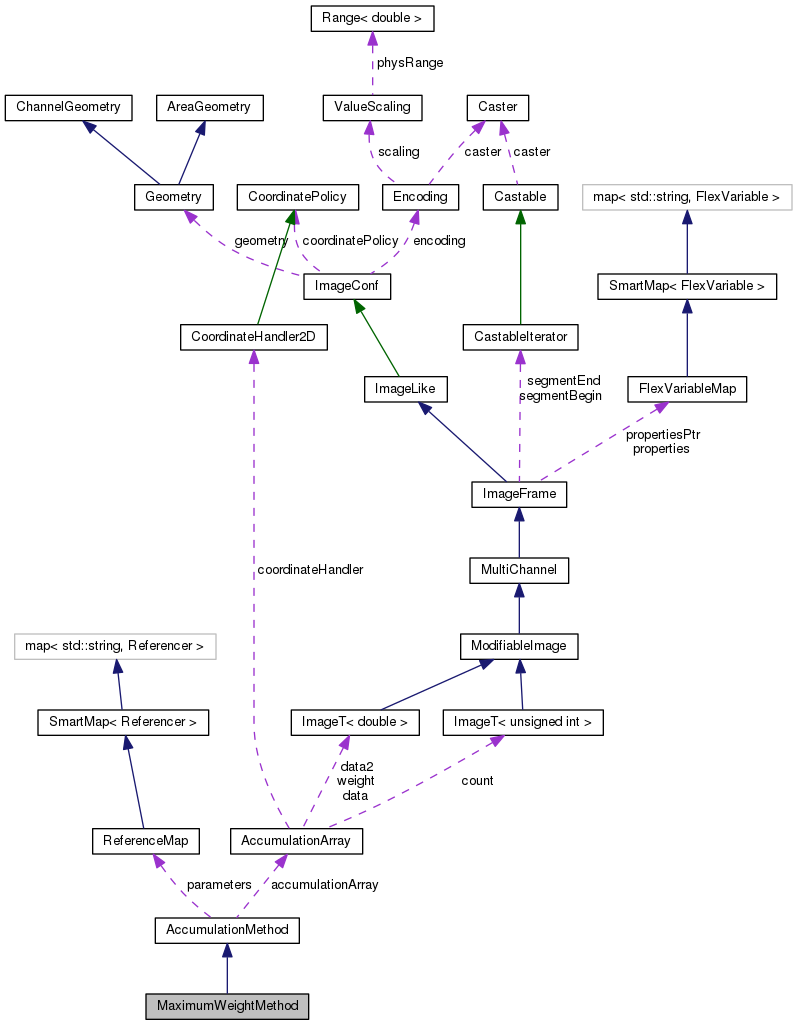 Range< double >
physRange
ChannelGeometry
AreaGeometry
ValueScaling
Caster
scaling
caster
caster
Geometry
CoordinatePolicy
Encoding
Castable
map< std::string, FlexVariable >
geometry
coordinatePolicy
encoding
ImageConf
SmartMap< FlexVariable >
CoordinateHandler2D
CastableIterator
segmentEnd
segmentBegin
ImageLike
FlexVariableMap
propertiesPtr
properties
ImageFrame
coordinateHandler
MultiChannel
map< std::string, Referencer >
ModifiableImage
SmartMap< Referencer >
ImageT< double >
ImageT< unsigned int >
data2
weight
data
count
ReferenceMap
AccumulationArray
parameters
accumulationArray
AccumulationMethod
MaximumWeightMethod